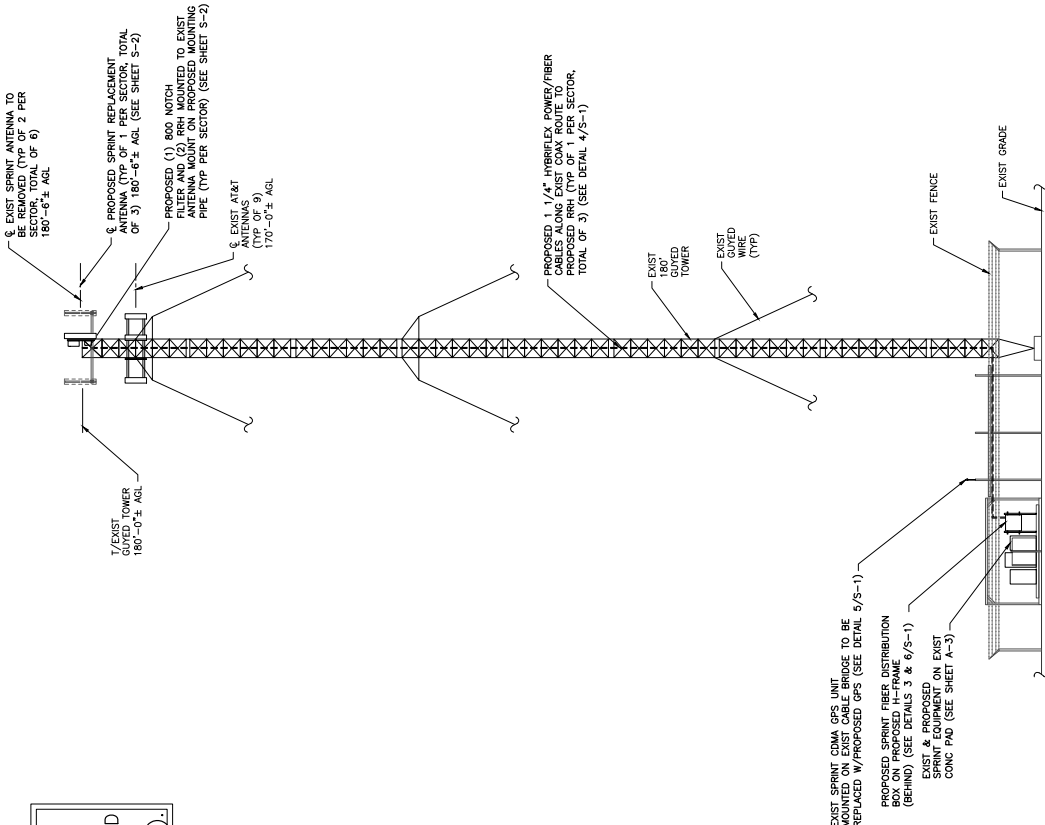 ℄ EXIST SPRINT ANTENNA TO
BE REMOVED (TYP OF 2 PER
SECTOR, TOTAL OF 6)
180'-6"± AGL
℄ PROPOSED SPRINT REPLACEMENT
ANTENNA (TYP OF 1 PER SECTOR, TOTAL
OF 3) 180'-6"± AGL (SEE SHEET S-2)
PROPOSED (1) 800 NOTCH
FILTER AND (2) RRH MOUNTED TO EXIST
ANTENNA MOUNT ON PROPOSED MOUNTING
PIPE (TYP PER SECTOR) (SEE SHEET S-2)
℄ EXIST AT&T
ANTENNAS
(TYP OF 9)
170'-0"± AGL
T/EXIST
GUYED TOWER
180'-0"± AGL
PROPOSED 1 1/4" HYBRIFLEX POWER/FIBER
CABLES ALONG EXIST COAX ROUTE TO
PROPOSED RRH (TYP OF 1 PER SECTOR,
TOTAL OF 3) (SEE DETAIL 4/S-1)
EXIST
180'
GUYED
TOWER
EXIST
GUYED
WIRE
(TYP)
EXIST FENCE
EXIST GRADE
EXIST SPRINT CDMA GPS UNIT
MOUNTED ON EXIST CABLE BRIDGE TO BE
REPLACED W/PROPOSED GPS (SEE DETAIL 5/S-1)
PROPOSED SPRINT FIBER DISTRIBUTION
BOX ON PROPOSED H-FRAME
(BEHIND) (SEE DETAILS 3 & 6/S-1)
EXIST & PROPOSED
SPRINT EQUIPMENT ON EXIST
CONC PAD (SEE SHEET A-3)
D
).